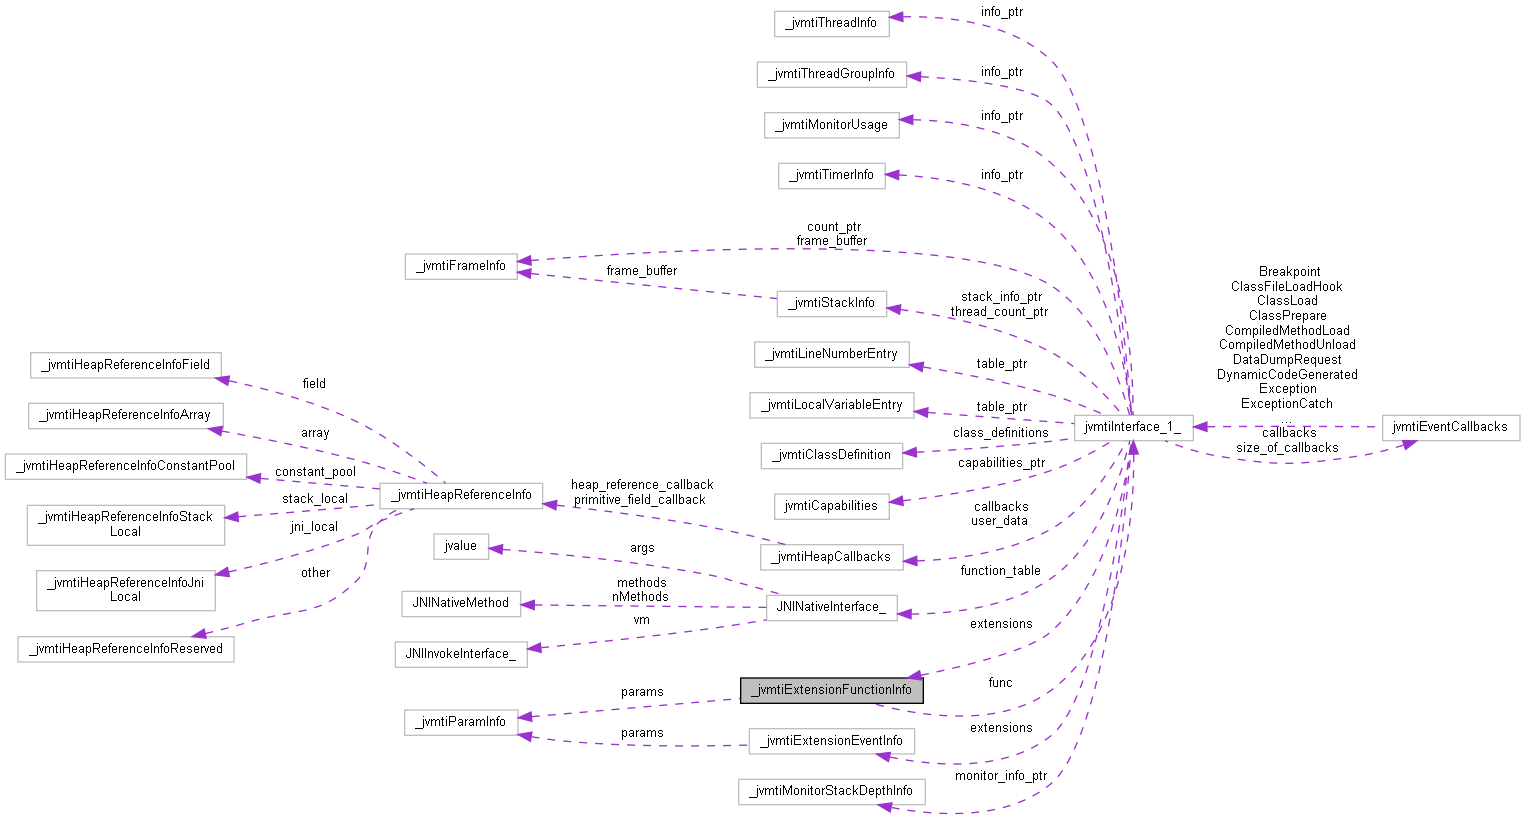 _jvmtiThreadInfo
info_ptr
_jvmtiThreadGroupInfo
info_ptr
_jvmtiMonitorUsage
info_ptr
_jvmtiTimerInfo
info_ptr
count_ptr
frame_buffer
_jvmtiFrameInfo
frame_buffer
_jvmtiStackInfo
stack_info_ptr
thread_count_ptr
Breakpoint
ClassFileLoadHook
ClassLoad
ClassPrepare
CompiledMethodLoad
CompiledMethodUnload
DataDumpRequest
DynamicCodeGenerated
Exception
ExceptionCatch
...
callbacks
size_of_callbacks
_jvmtiLineNumberEntry
table_ptr
_jvmtiHeapReferenceInfoField
field
_jvmtiLocalVariableEntry
table_ptr
_jvmtiHeapReferenceInfoArray
array
jvmtiInterface_1_
jvmtiEventCallbacks
class_definitions
_jvmtiClassDefinition
capabilities_ptr
_jvmtiHeapReferenceInfoConstantPool
constant_pool
_jvmtiHeapReferenceInfo
heap_reference_callback
primitive_field_callback
jvmtiCapabilities
stack_local
_jvmtiHeapReferenceInfoStack
Local
callbacks
user_data
jni_local
jvalue
args
_jvmtiHeapCallbacks
function_table
other
_jvmtiHeapReferenceInfoJni
Local
methods
nMethods
JNINativeMethod
JNINativeInterface_
vm
extensions
_jvmtiHeapReferenceInfoReserved
JNIInvokeInterface_
_jvmtiExtensionFunctionInfo
func
params
_jvmtiParamInfo
params
_jvmtiExtensionEventInfo
extensions
monitor_info_ptr
_jvmtiMonitorStackDepthInfo